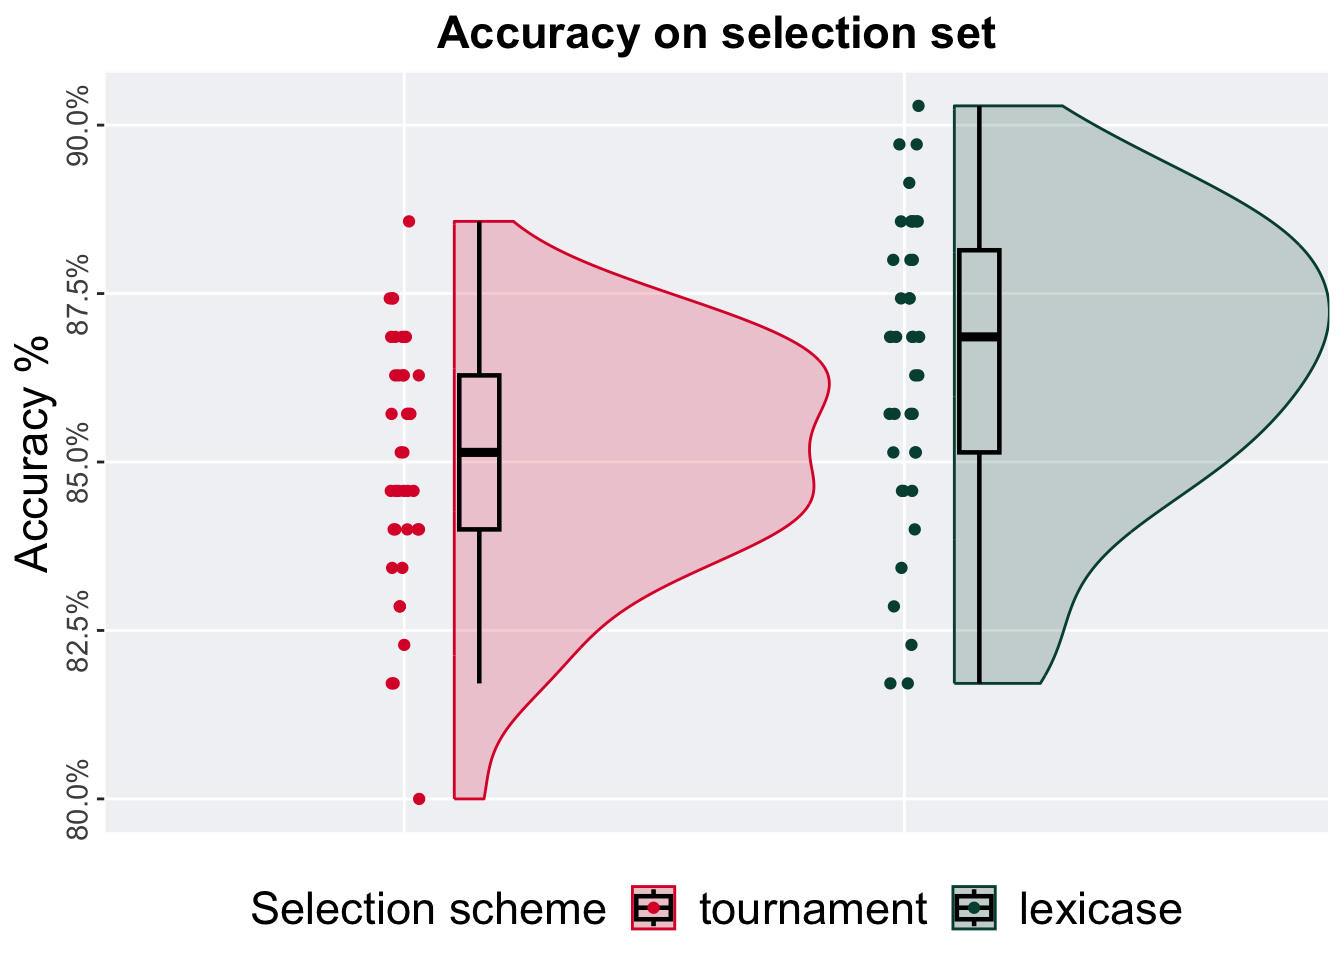 Accuracy on selection set
Accuracy %
90.0%
87.5%
85.0%
82.5%
80.0%
Selection scheme tournament lexicase